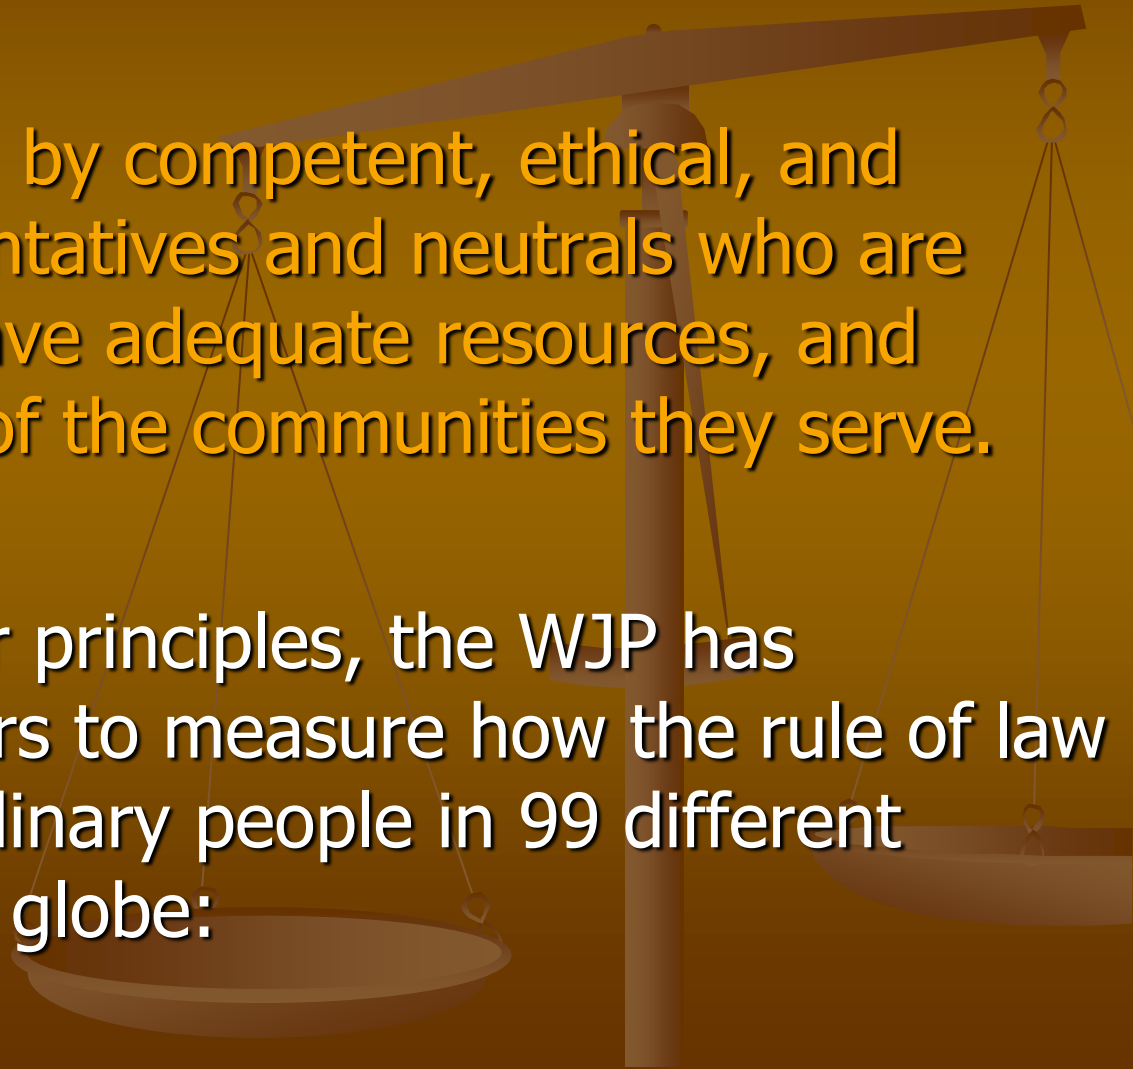 by competent, ethical, and
ntatives and neutrals who are
ve adequate resources, and
of the communities they serve.
r principles, the WJP has
rs to measure how the rule of law
linary people in 99 different
globe: